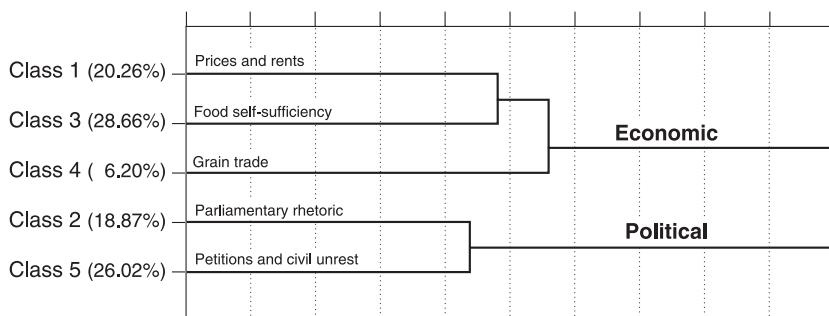 Prices and rents
Class 1 (20.26%)
Food self-sufficiency
Class 3 (28.66%)
Economic
Grain trade
Class 4 ( 6.20%)
Parliamentary rhetoric
Class 2 (18.87%)
Political
Petitions and civil unrest
Class 5 (26.02%)